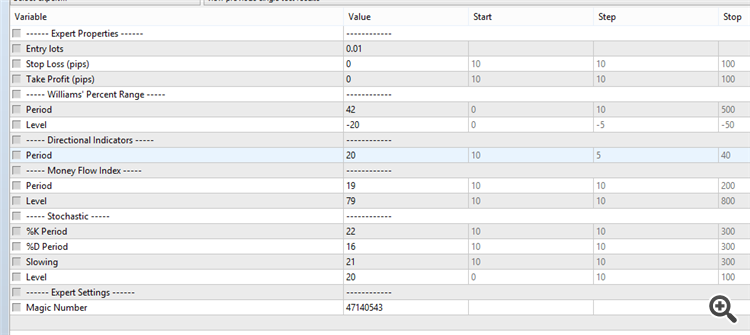 Variable Value Start Step Stop
------ Expert Properties ------ ------------
Entry lots 0.01
Stop Loss (pips) 0 10 10 100
Take Profit (pips) 0 10 10 100
----- Williams' Percent Range ----- ------------
Period 42 0 10 500
Level -20 0 -5 -50
----- Directional Indicators ----- ------------
Period 20 10 5 40
----- Money Flow Index ----- ------------
Period 19 10 10 200
Level 79 10 10 800
----- Stochastic ----- ------------
%K Period 22 10 10 300
%D Period 16 10 10 300
Slowing 21 10 10 300
Level 20 0 10 100
------ Expert Settings ------ ------------
Magic Number 47140543